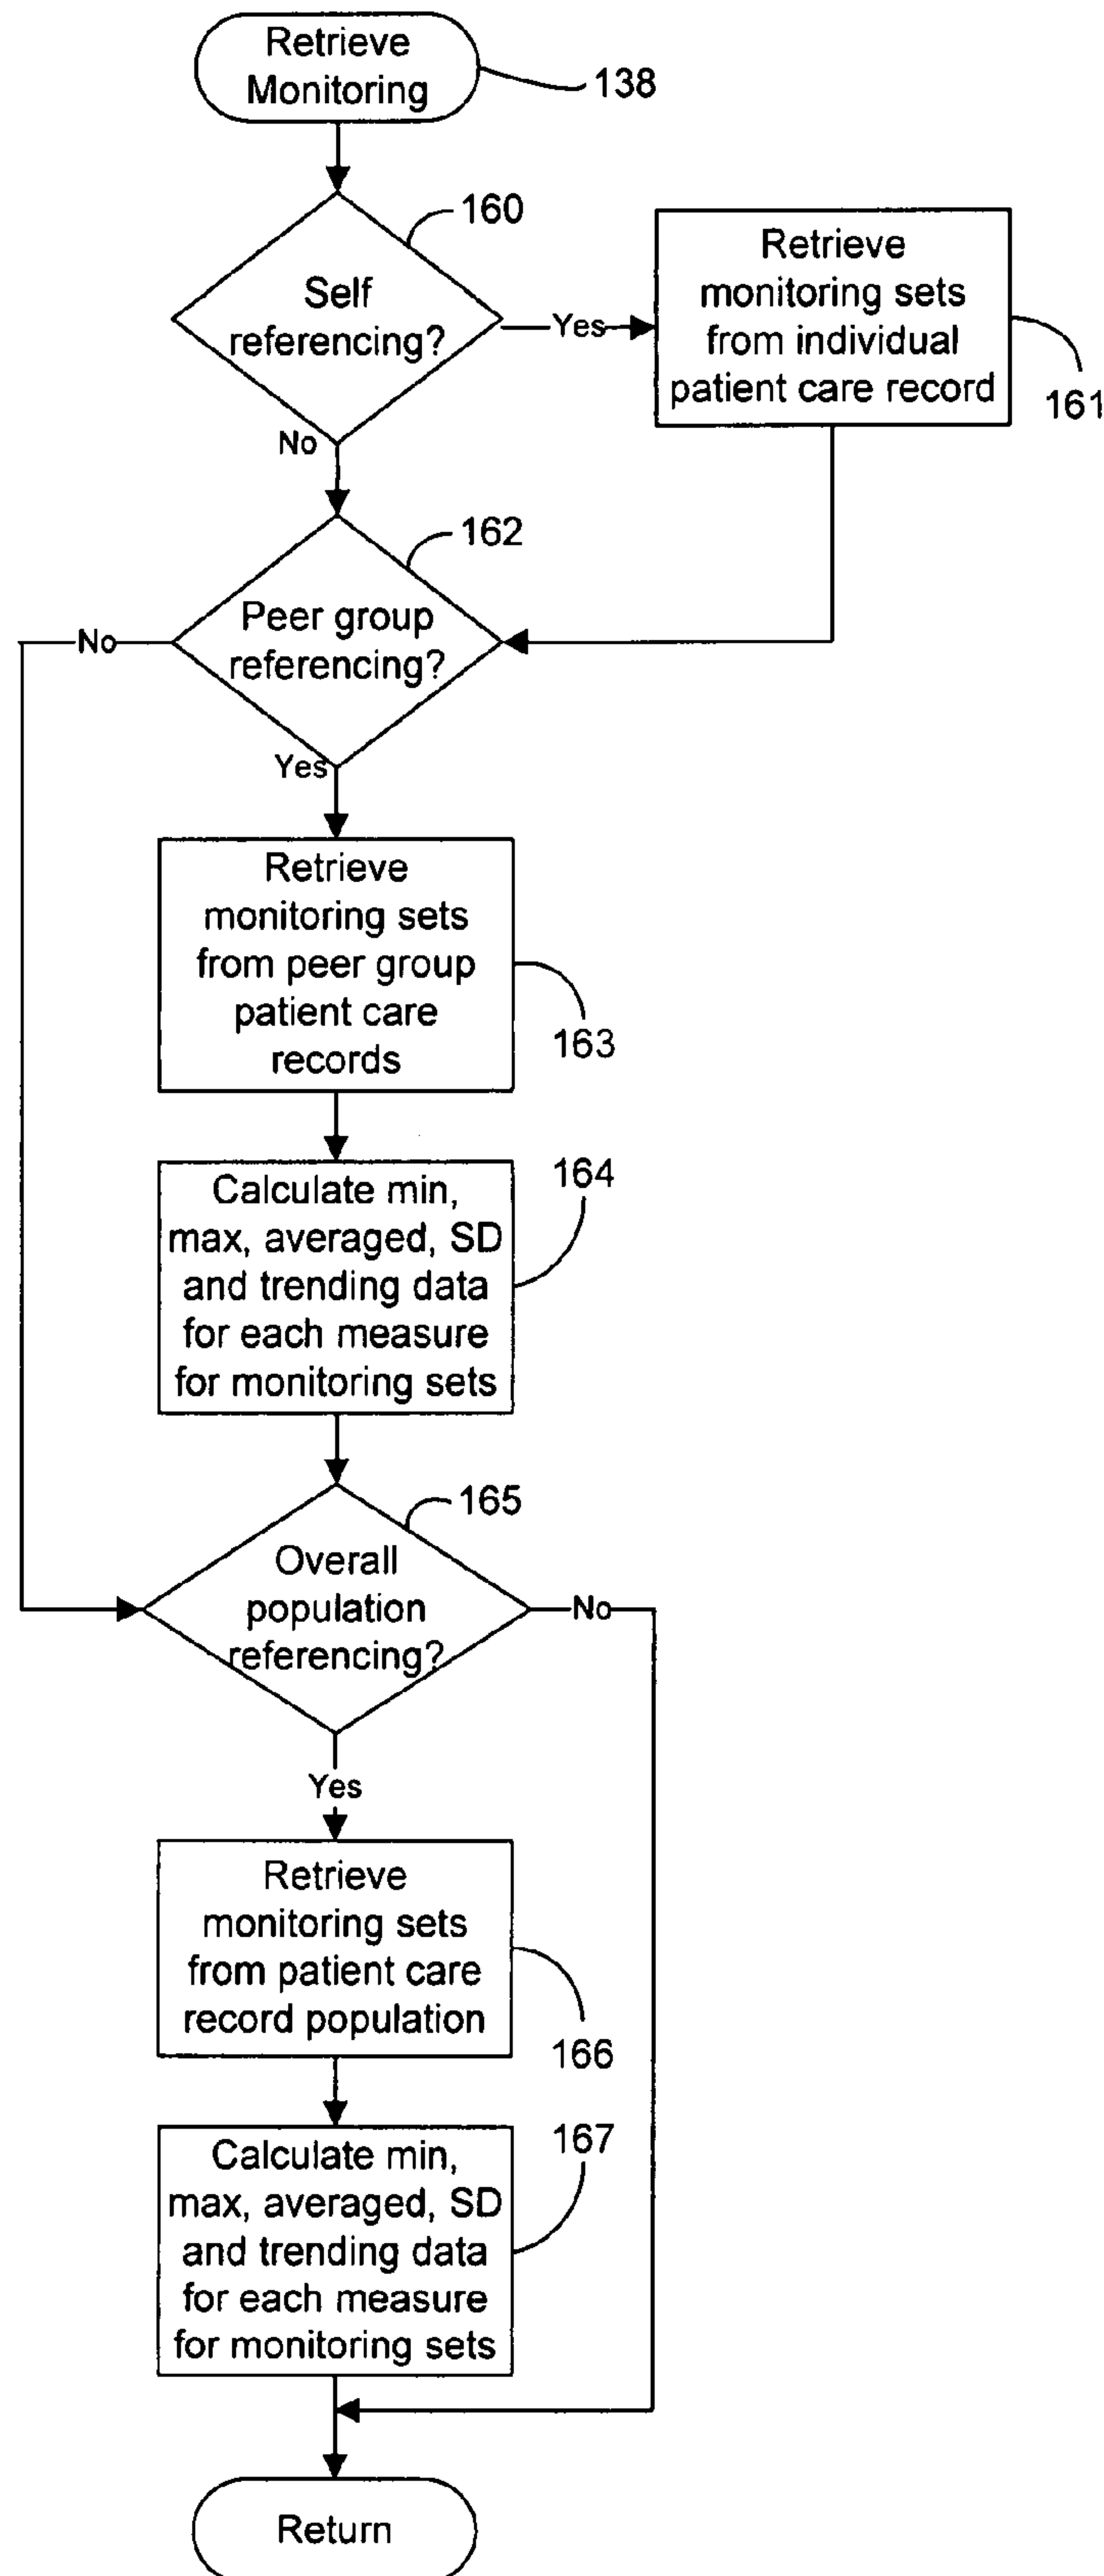 Retrieve
Monitoring
138
160
Self
referencing?
Yes
Retrieve
monitoring sets
from individual
patient care record
161
No
162
Peer group
referencing?
No
Yes
Retrieve
monitoring sets
from peer group
patient care
records
163
164
Calculate min,
max, averaged, SD
and trending data
for each measure
for monitoring sets
165
Overall
population
referencing?
No
Yes
Retrieve
monitoring sets
from patient care
record population
166
167
Calculate min,
max, averaged, SD
and trending data
for each measure
for monitoring sets
Return